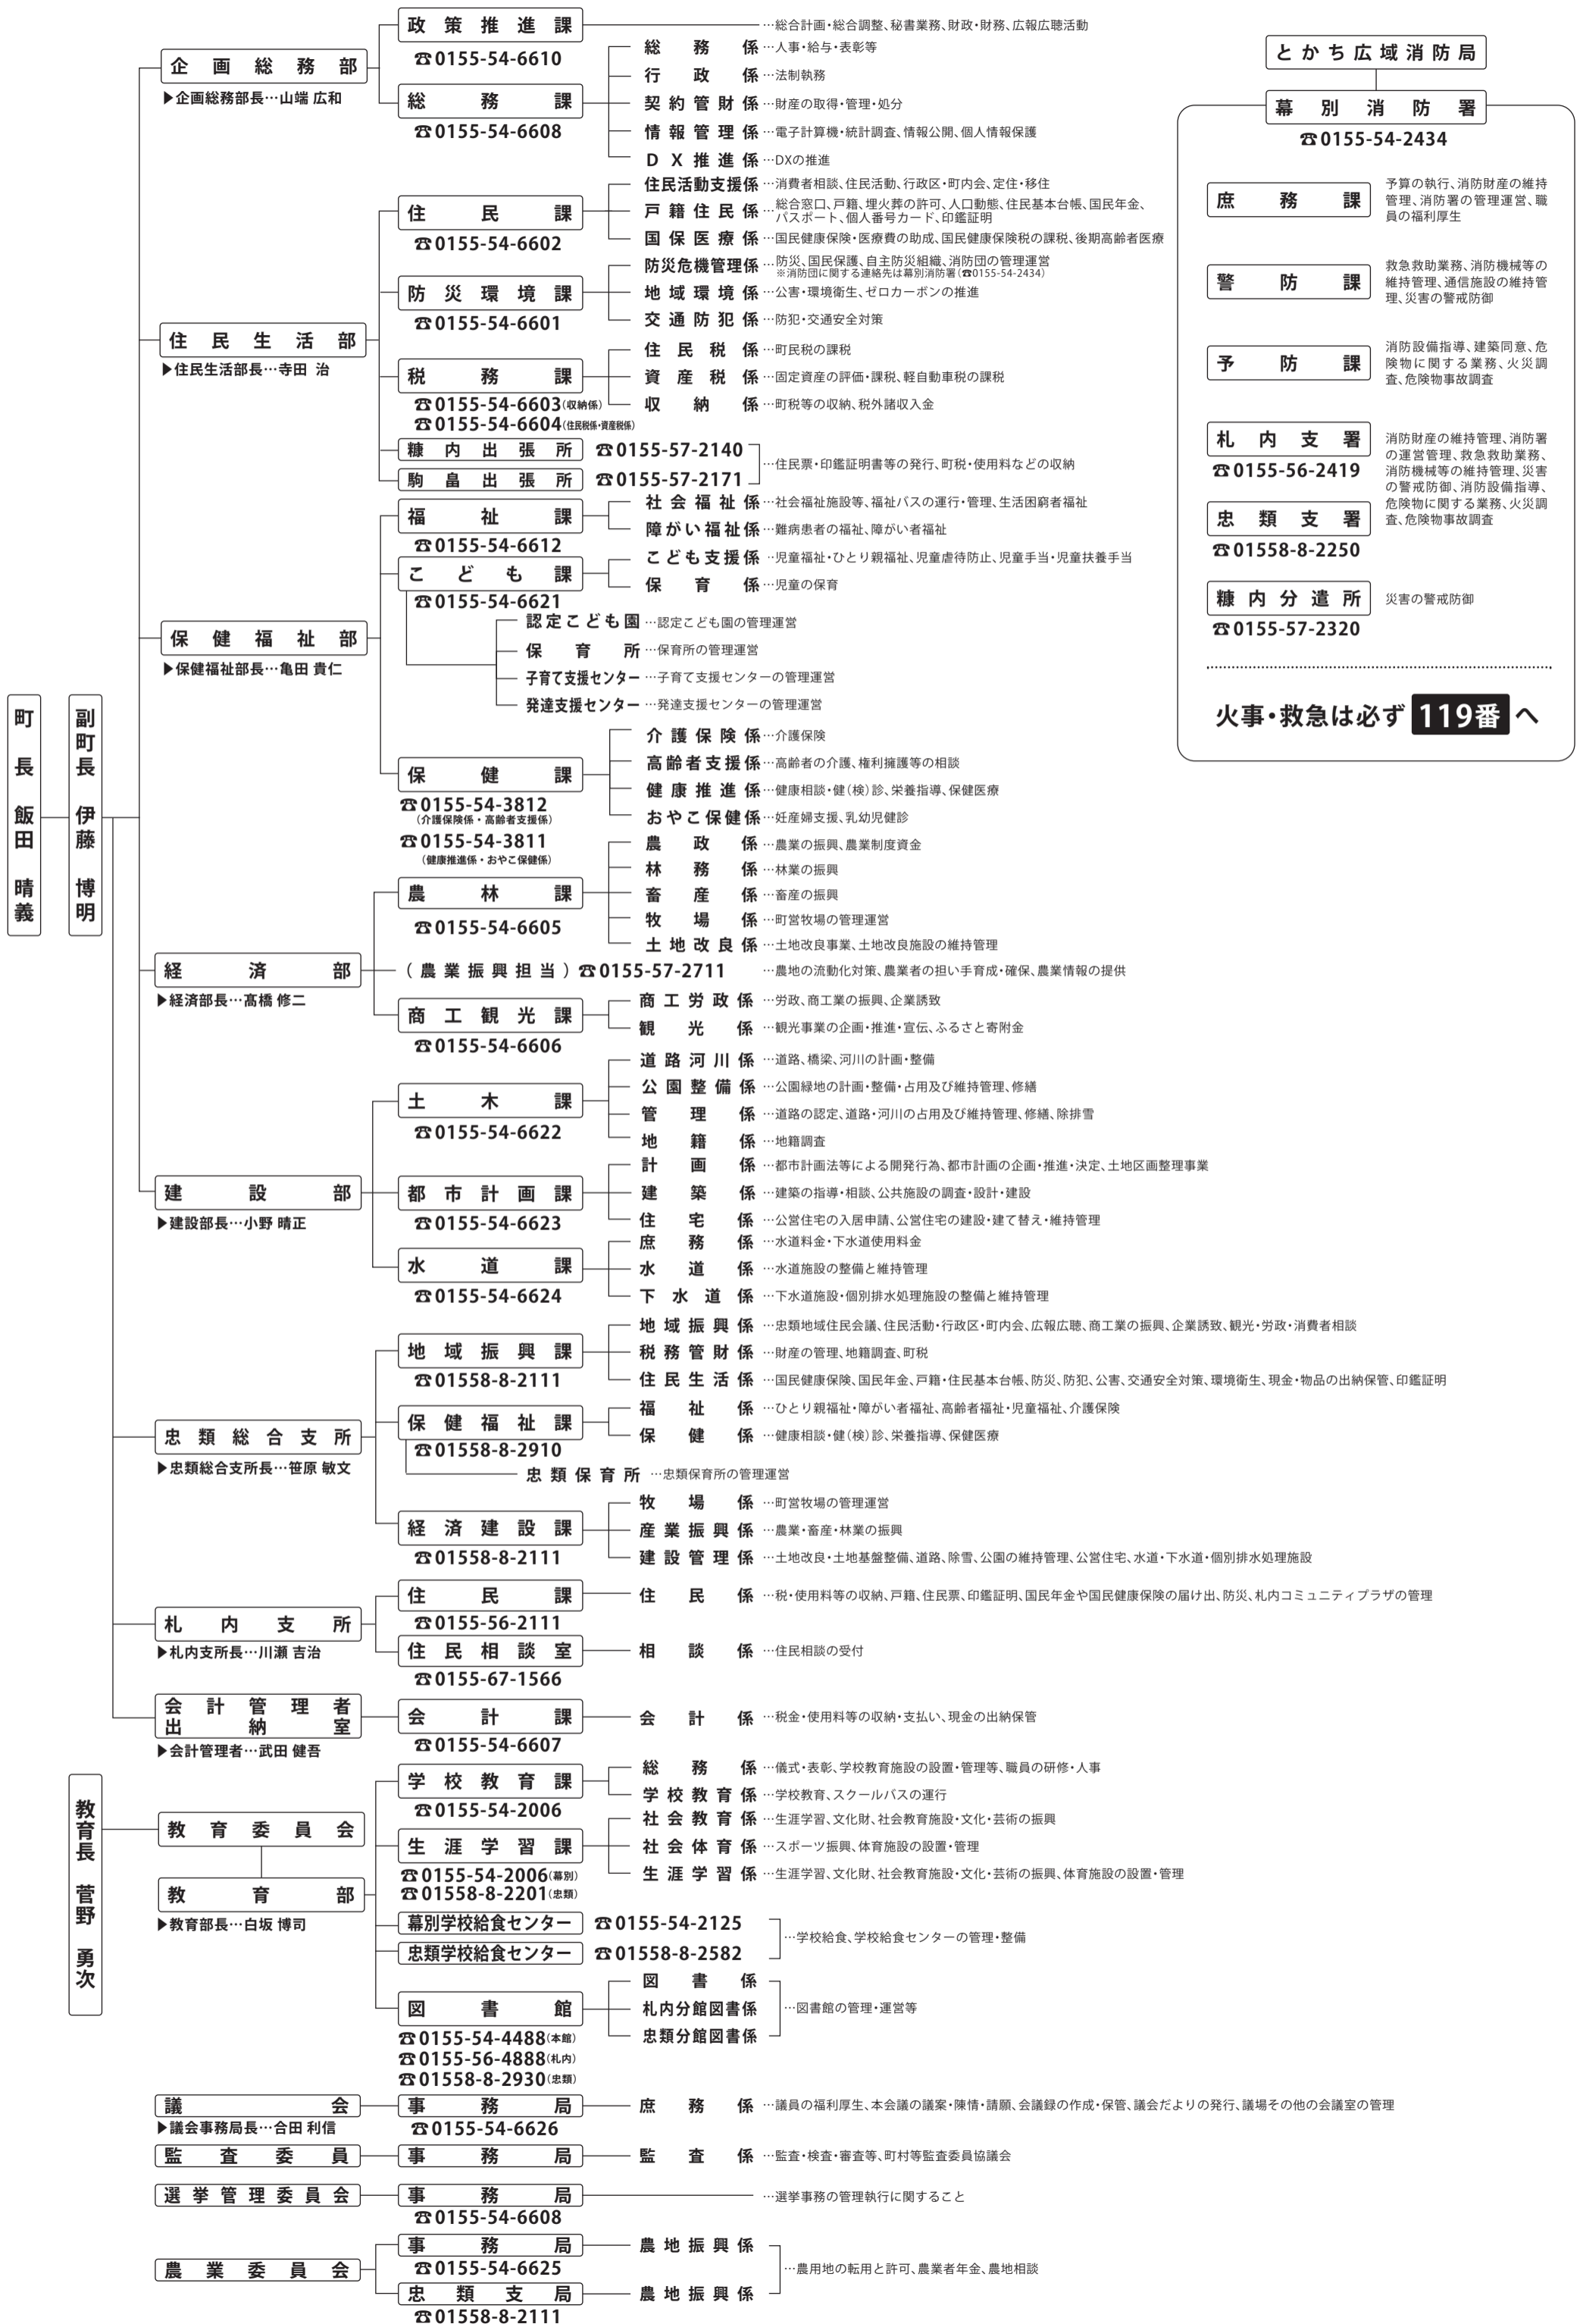 町長 飯田 晴義
副町長 伊藤 博明
企画総務部
▶企画総務部長…山端 広和
政策推進課
…総合計画・総合調整、秘書業務、財政・財務、広報広聴活動
☎0155-54-6610
総務課
☎0155-54-6608
総務係…人事・給与・表彰等
行政係…法制執務
契約管財係…財産の取得・管理・処分
情報管理係…電子計算機・統計調査、情報公開、個人情報保護
DX推進係…DXの推進
住民生活部
▶住民生活部長…寺田 治
住民課
☎0155-54-6602
住民活動支援係…消費者相談、住民活動、行政区・町内会、定住・移住
戸籍住民係…総合窓口、戸籍、埋火葬の許可、人口動態、住民基本台帳、国民年金、
パスポート、個人番号カード、印鑑証明
国保医療係…国民健康保険・医療費の助成、国民健康保険税の課税、後期高齢者医療
防災環境課
☎0155-54-6601
防災危機管理係…防災、国民保護、自主防災組織、消防団の管理運営
※消防団に関する連絡先は幕別消防署(☎0155-54-2434)
地域環境係…公害・環境衛生、ゼロカーボンの推進
交通防犯係…防犯・交通安全対策
税務課
☎0155-54-6603(収納係)
☎0155-54-6604(住民税係・資産税係)
住民税係…町民税の課税
資産税係…固定資産の評価・課税、軽自動車税の課税
収納係…町税等の収納、税外諸収入金
糠内出張所 ☎0155-57-2140
駒畠出張所 ☎0155-57-2171
…住民票・印鑑証明書等の発行、町税・使用料などの収納
保健福祉部
▶保健福祉部長…亀田 貴仁
福祉課
☎0155-54-6612
社会福祉係…社会福祉施設等、福祉バスの運行・管理、生活困窮者福祉
障がい福祉係…難病患者の福祉、障がい者福祉
こども課
☎0155-54-6621
こども支援係…児童福祉・ひとり親福祉、児童虐待防止、児童手当・児童扶養手当
保育係…児童の保育
認定こども園…認定こども園の管理運営
保育所…保育所の管理運営
子育て支援センター…子育て支援センターの管理運営
発達支援センター…発達支援センターの管理運営
保健課
☎0155-54-3812
(介護保険係・高齢者支援係)
☎0155-54-3811
(健康推進係・おやこ保健係)
介護保険係…介護保険
高齢者支援係…高齢者の介護、権利擁護等の相談
健康推進係…健康相談・健(検)診、栄養指導、保健医療
おやこ保健係…妊産婦支援、乳幼児健診
経済部
▶経済部長…髙橋 修二
農林課
☎0155-54-6605
農政係…農業の振興、農業制度資金
林務係…林業の振興
畜産係…畜産の振興
牧場係…町営牧場の管理運営
土地改良係…土地改良事業、土地改良施設の維持管理
(農業振興担当)☎0155-57-2711 …農地の流動化対策、農業者の担い手育成・確保、農業情報の提供
商工観光課
☎0155-54-6606
商工労政係…労政、商工業の振興、企業誘致
観光係…観光事業の企画・推進・宣伝、ふるさと寄附金
建設部
▶建設部長…小野 晴正
土木課
☎0155-54-6622
道路河川係…道路、橋梁、河川の計画・整備
公園整備係…公園緑地の計画・整備・占用及び維持管理、修繕
管理係…道路の認定、道路・河川の占用及び維持管理、修繕、除排雪
地籍係…地籍調査
都市計画課
☎0155-54-6623
計画係…都市計画法等による開発行為、都市計画の企画・推進・決定、土地区画整理事業
建築係…建築の指導・相談、公共施設の調査・設計・建設
住宅係…公営住宅の入居申請、公営住宅の建設・建て替え・維持管理
水道課
☎0155-54-6624
庶務係…水道料金・下水道使用料金
水道係…水道施設の整備と維持管理
下水道係…下水道施設・個別排水処理施設の整備と維持管理
忠類総合支所
▶忠類総合支所長…笹原 敏文
地域振興課
☎01558-8-2111
地域振興係…忠類地域住民会議、住民活動・行政区・町内会、広報広聴、商工業の振興、企業誘致、観光・労政・消費者相談
税務管財係…財産の管理、地籍調査、町税
住民生活係…国民健康保険、国民年金、戸籍・住民基本台帳、防災、防犯、公害、交通安全対策、環境衛生、現金・物品の出納保管、印鑑証明
保健福祉課
☎01558-8-2910
福祉係…ひとり親福祉・障がい者福祉、高齢者福祉・児童福祉、介護保険
保健係…健康相談・健(検)診、栄養指導、保健医療
忠類保育所…忠類保育所の管理運営
経済建設課
☎01558-8-2111
牧場係…町営牧場の管理運営
産業振興係…農業・畜産・林業の振興
建設管理係…土地改良・土地基盤整備、道路、除雪、公園の維持管理、公営住宅、水道・下水道・個別排水処理施設
札内支所
▶札内支所長…川瀬 吉治
住民課
☎0155-56-2111
住民係…税・使用料等の収納、戸籍、住民票、印鑑証明、国民年金や国民健康保険の届け出、防災、札内コミュニティプラザの管理
住民相談室
☎0155-67-1566
相談係…住民相談の受付
会計管理者
出納室
▶会計管理者…武田 健吾
会計課
☎0155-54-6607
会計係…税金・使用料等の収納・支払い、現金の出納保管
教育長 菅野 勇次
教育委員会
教育部
▶教育部長…白坂 博司
学校教育課
☎0155-54-2006
総務係…儀式・表彰、学校教育施設の設置・管理等、職員の研修・人事
学校教育係…学校教育、スクールバスの運行
生涯学習課
☎0155-54-2006(幕別)
☎01558-8-2201(忠類)
社会教育係…生涯学習、文化財、社会教育施設・文化・芸術の振興
社会体育係…スポーツ振興、体育施設の設置・管理
生涯学習係…生涯学習、文化財、社会教育施設・文化・芸術の振興、体育施設の設置・管理
幕別学校給食センター ☎0155-54-2125
忠類学校給食センター ☎01558-8-2582
…学校給食、学校給食センターの管理・整備
図書館
☎0155-54-4488(本館)
☎0155-56-4888(札内)
☎01558-8-2930(忠類)
図書係
札内分館図書係
忠類分館図書係
…図書館の管理・運営等
議会
▶議会事務局長…合田 利信
事務局
☎0155-54-6626
庶務係…議員の福利厚生、本会議の議案・陳情・請願、会議録の作成・保管、議会だよりの発行、議場その他の会議室の管理
監査委員
事務局
監査係…監査・検査・審査等、町村等監査委員協議会
選挙管理委員会
事務局
☎0155-54-6608
…選挙事務の管理執行に関すること
農業委員会
事務局
☎0155-54-6625
農地振興係
忠類支局
☎01558-8-2111
農地振興係
…農用地の転用と許可、農業者年金、農地相談
とかち広域消防局
幕別消防署
☎0155-54-2434
庶務課
予算の執行、消防財産の維持
管理、消防署の管理運営、職
員の福利厚生
警防課
救急救助業務、消防機械等の
維持管理、通信施設の維持管
理、災害の警戒防御
予防課
消防設備指導、建築同意、危
険物に関する業務、火災調
査、危険物事故調査
札内支署
☎0155-56-2419
忠類支署
☎01558-8-2250
消防財産の維持管理、消防署
の運営管理、救急救助業務、
消防機械等の維持管理、災害
の警戒防御、消防設備指導、
危険物に関する業務、火災調
査、危険物事故調査
糠内分遣所
☎0155-57-2320
災害の警戒防御
火事・救急は必ず119番へ